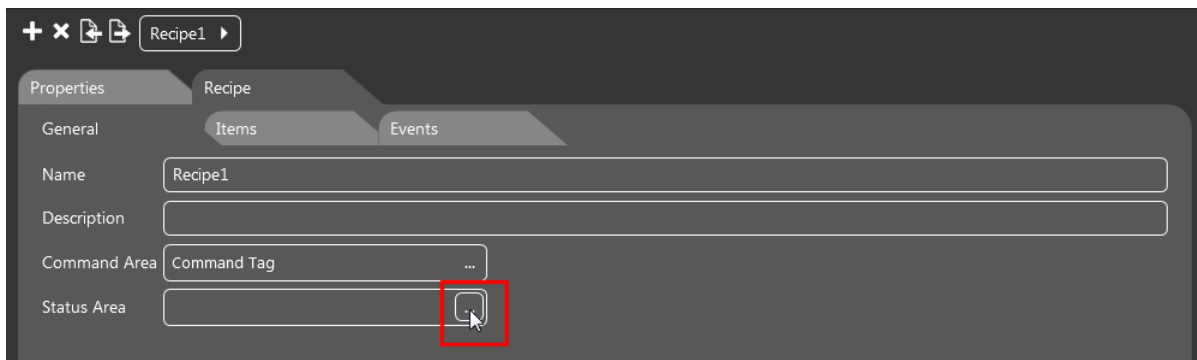 Recipe1
Properties
Recipe
General
Items
Events
Name
Recipe1
Description
Command Area
Command Tag
...
Status Area
...